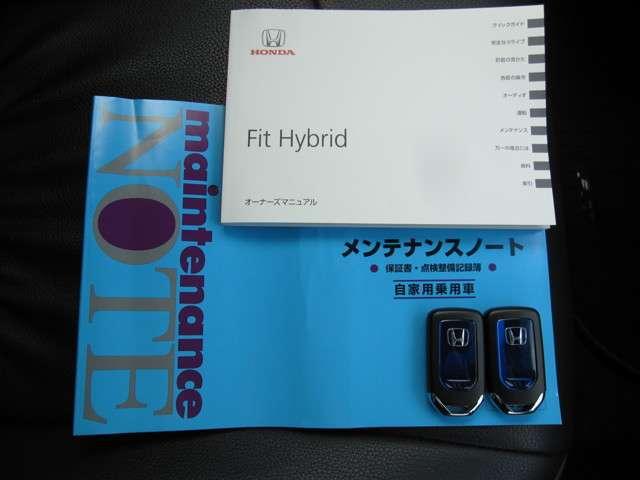 HONDA
Fit Hybrid
オーナーズマニュアル
クイックガイド
安全なドライブ
計器の見かた
各部の操作
オーディオ
運転
メンテナンス
万一の場合には
資料
索引
maintenance
NOTE
メンテナンスノート
● 保証書・点検整備記録簿 ●
自家用乗用車